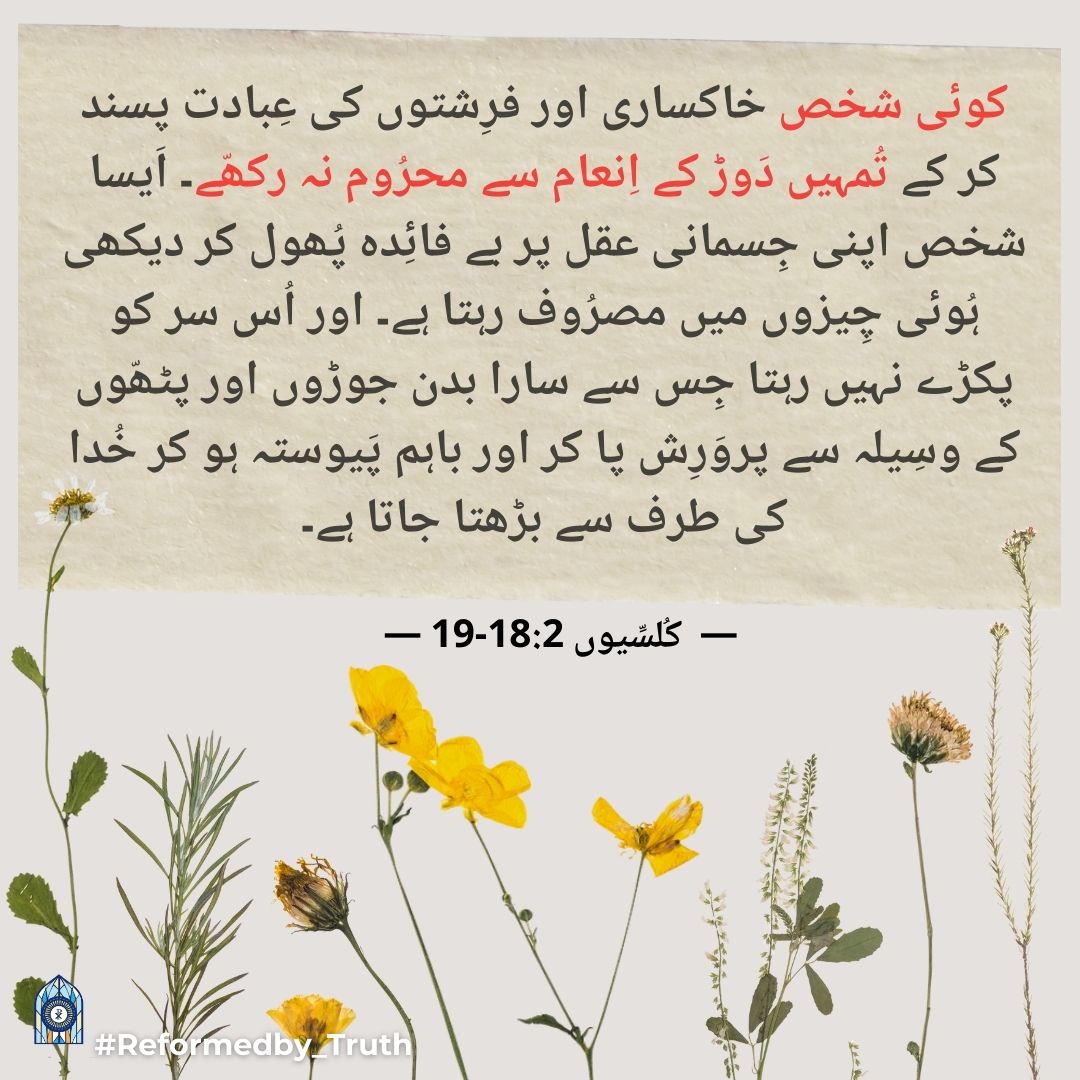 کوئی شخص خاکساری اور فرِشتوں کی عِبادت پسند
کر کے تُمہیں دَوڑ کے اِنعام سے محرُوم نہ رکھّے۔ اَیسا
شخص اپنی جِسمانی عقل پر بے فائِدہ پُھول کر دیکھی
ہُوئی چِیزوں میں مصرُوف رہتا ہے۔ اور اُس سر کو
پکڑے نہیں رہتا جِس سے سارا بدن جوڑوں اور پٹھّوں
کے وسِیلہ سے پروَرِش پا کر اور باہم پَیوستہ ہو کر خُدا
کی طرف سے بڑھتا جاتا ہے۔
— کُلسِّیوں 2:18-19 —
#Reformedby_Truth